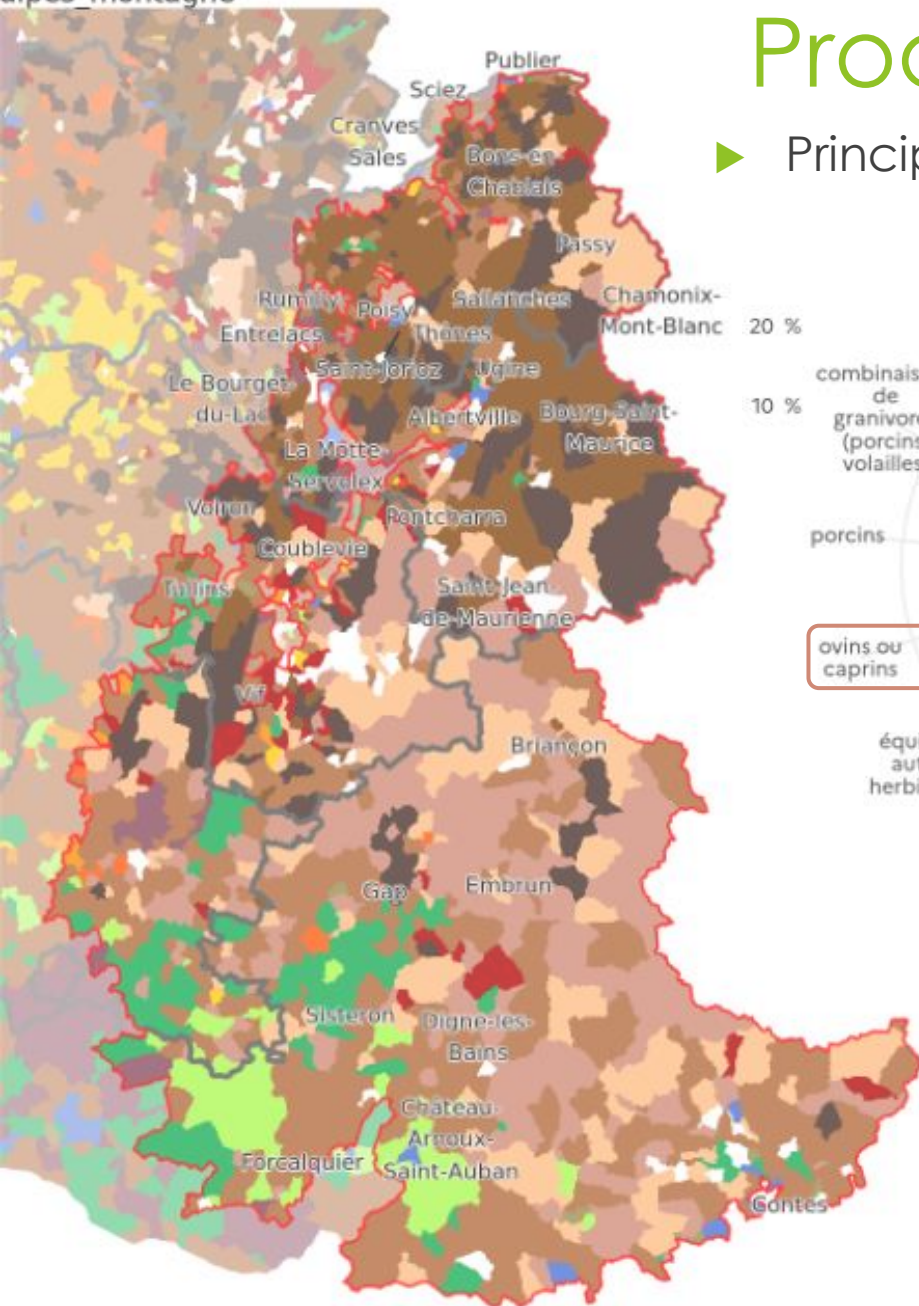 Publier
Sciez
Cranves
Sales
Bons-en
Chablais
Passy
Rumilly
Poisy
Sallanches
Chamonix-
Mont-Blanc
Entrelacs
Thônes
Saint-Jorioz
Ugine
Le Bourget-
du-Lac
Albertville
Bourg-Saint-
Maurice
La Motte-
Servolex
Voiron
Pontcharra
Coublevie
Tullins
Saint-Jean-
de-Maurienne
Vif
Briançon
Gap
Embrun
Sisteron
Digne-les-
Bains
Château-
Arnoux-
Saint-Auban
Forcalquier
Contes
Proc
Princip
20 %
10 %
combinais
de
granivore
(porcins
volailles
porcins
ovins ou
caprins
équi
aut
herbi